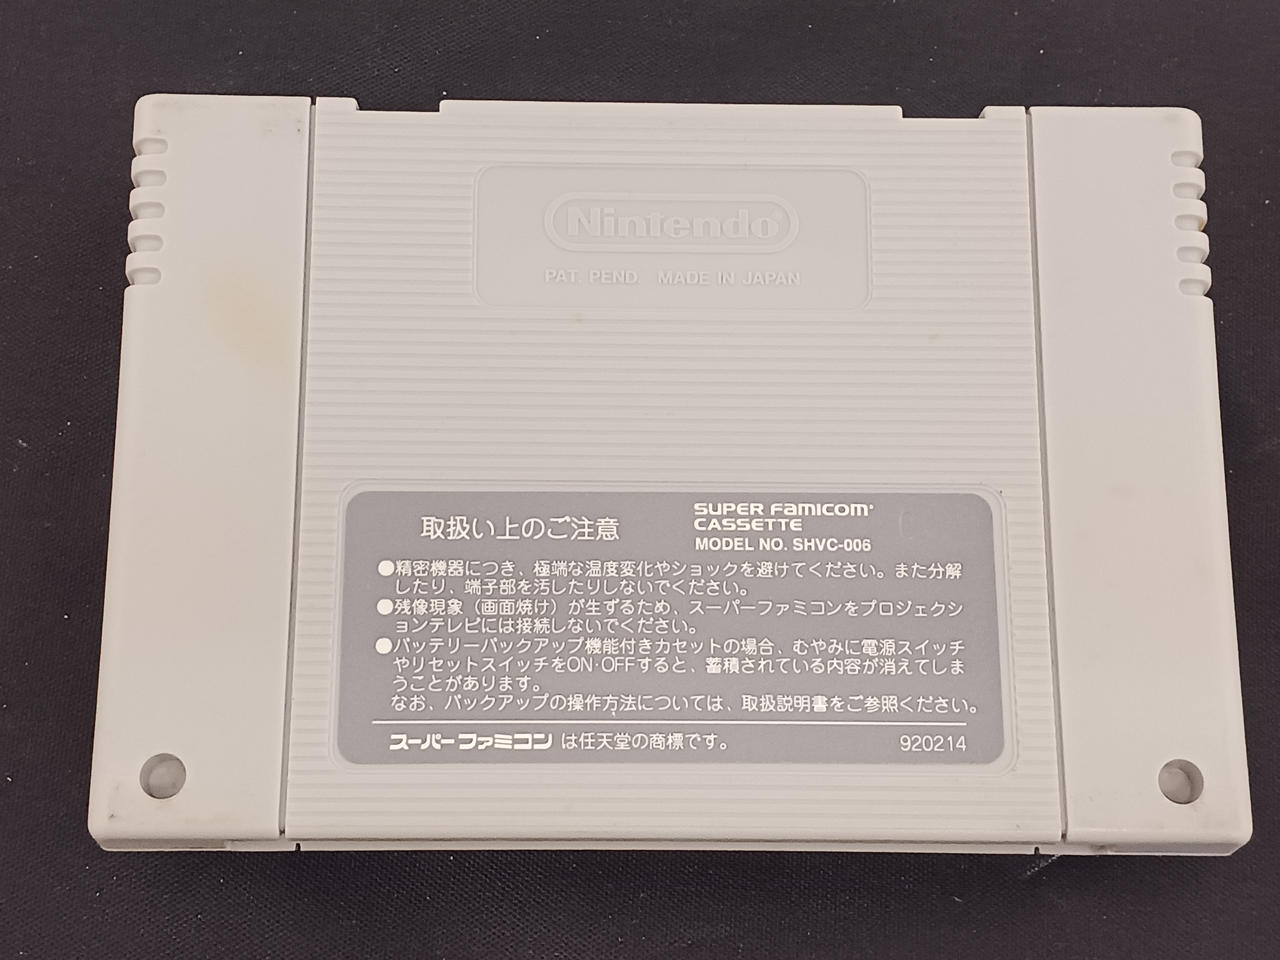 Nintendo®
PAT. PEND. MADE IN JAPAN
取扱い上のご注意
SUPER FAMICOM®
CASSETTE
MODEL NO. SHVC-006
●精密機器につき、極端な温度変化やショックを避けてください。また分解
したり、端子部を汚したりしないでください。
●残像現象（画面焼け）が生ずるため、スーパーファミコンをプロジェクシ
ョンテレビには接続しないでください。
●バッテリーバックアップ機能付きカセットの場合、むやみに電源スイッチ
やリセットスイッチをON・OFFすると、蓄積されている内容が消えてしま
うことがあります。
なお、バックアップの操作方法については、取扱説明書をご参照ください。
スーパーファミコン は任天堂の商標です。
920214